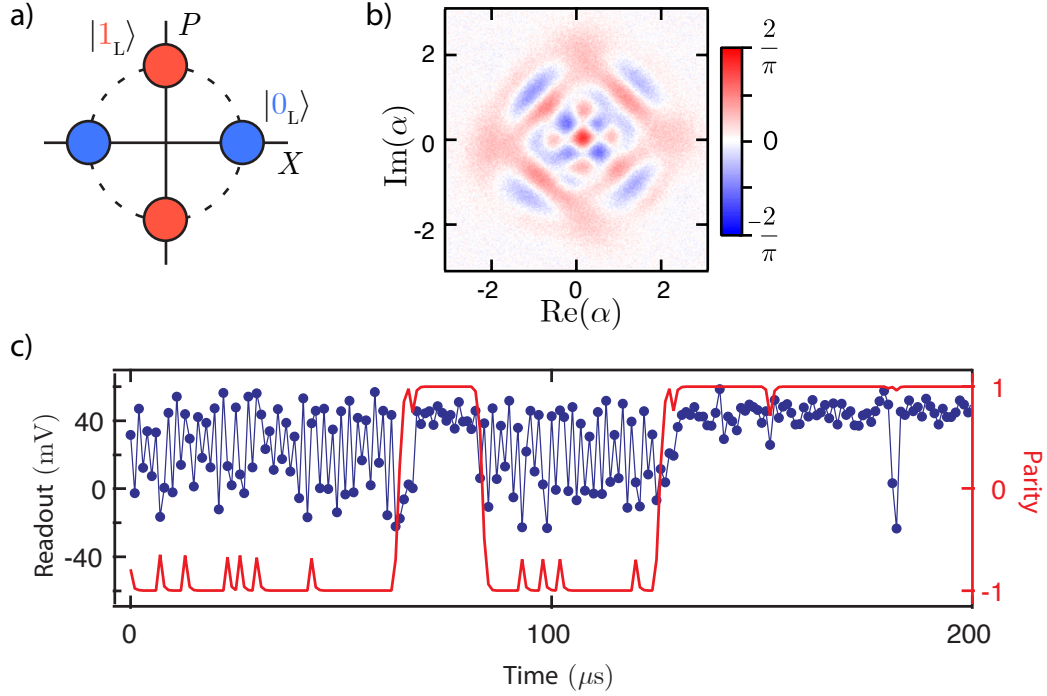 a)
|1_L⟩
P
|0_L⟩
X
b)
Im(α)
2
0
-2
-2
0
2
Re(α)
2/π
0
-2/π
c)
Readout (mV)
40
0
-40
1
0
-1
Parity
0
100
200
Time (μs)